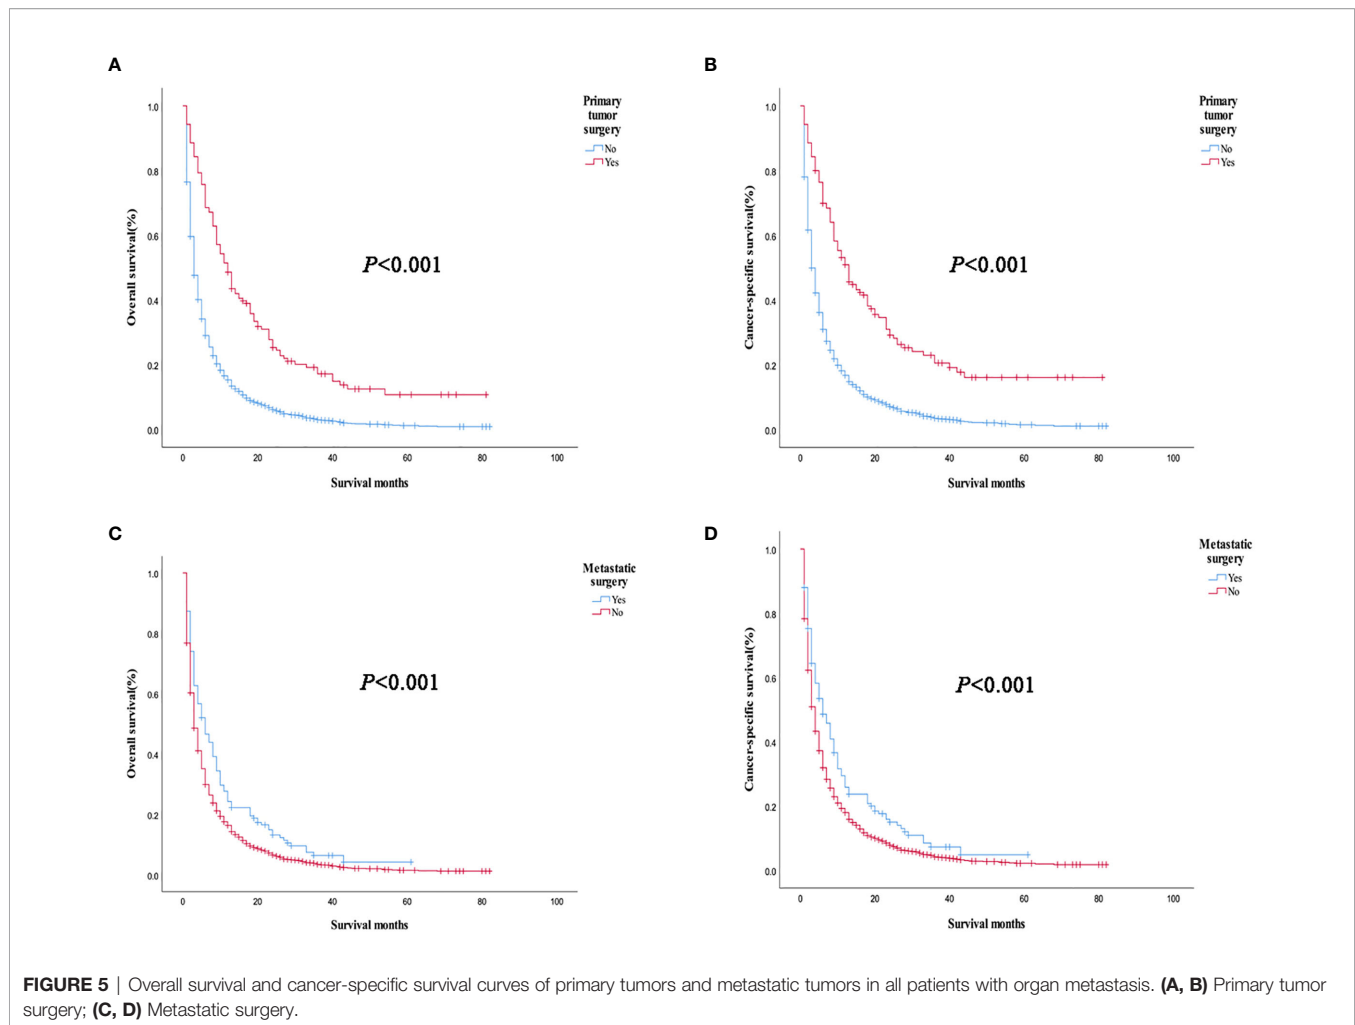 A
Primary
tumor
surgery
No
Yes
1.0
0.8
0.6
0.4
0.2
0.0
Overall survival(%)
P<0.001
0 20 40 60 80 100
Survival months
B
Primary
tumor
surgery
No
Yes
1.0
0.8
0.6
0.4
0.2
0.0
Cancer-specific survival(%)
P<0.001
0 20 40 60 80 100
Survival months
C
Metastatic
surgery
Yes
No
1.0
0.8
0.6
0.4
0.2
0.0
Overall survival(%)
P<0.001
0 20 40 60 80 100
Survival months
D
Metastatic
surgery
Yes
No
1.0
0.8
0.6
0.4
0.2
0.0
Cancer-specific survival(%)
P<0.001
0 20 40 60 80 100
Survival months
FIGURE 5 | Overall survival and cancer-specific survival curves of primary tumors and metastatic tumors in all patients with organ metastasis. (A, B) Primary tumor
surgery; (C, D) Metastatic surgery.